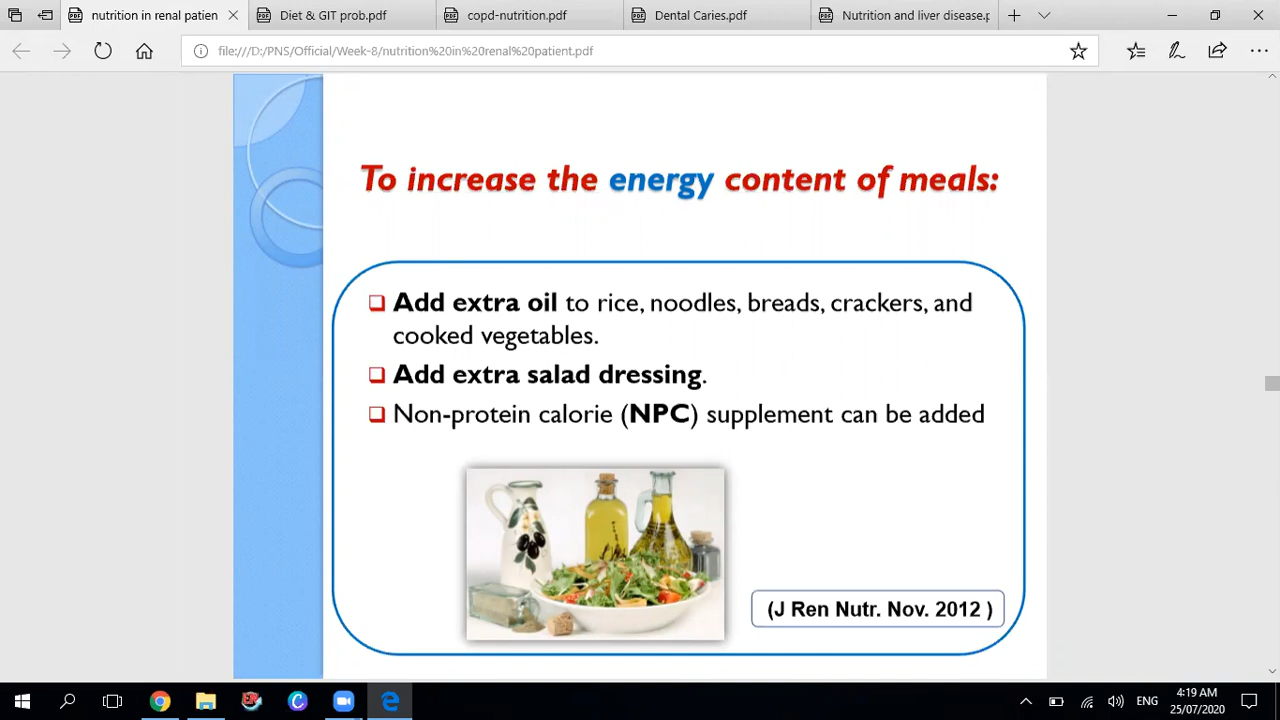 nutrition in renal patien
Diet & GIT prob.pdf
copd-nutrition.pdf
Dental Caries.pdf
Nutrition and liver disease.p
file:///D:/PNS/Official/Week-8/nutrition%20in%20renal%20patient.pdf
To increase the energy content of meals:
Add extra oil to rice, noodles, breads, crackers, and
cooked vegetables.
Add extra salad dressing.
Non-protein calorie (NPC) supplement can be added
(J Ren Nutr. Nov. 2012 )
ENG
4:19 AM
25/07/2020